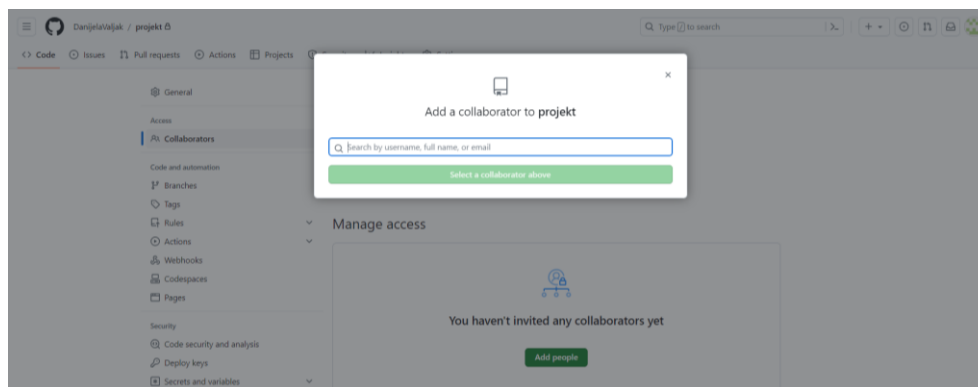 DanijelaValjak / projekt
Type / to search
Code Issues Pull requests Actions Projects
General
Access
Collaborators
Code and automation
Branches
Tags
Rules
Actions
Webhooks
Codespaces
Pages
Security
Code security and analysis
Deploy keys
Secrets and variables
Add a collaborator to projekt
Search by username, full name, or email
Select a collaborator above
Manage access
You haven't invited any collaborators yet
Add people